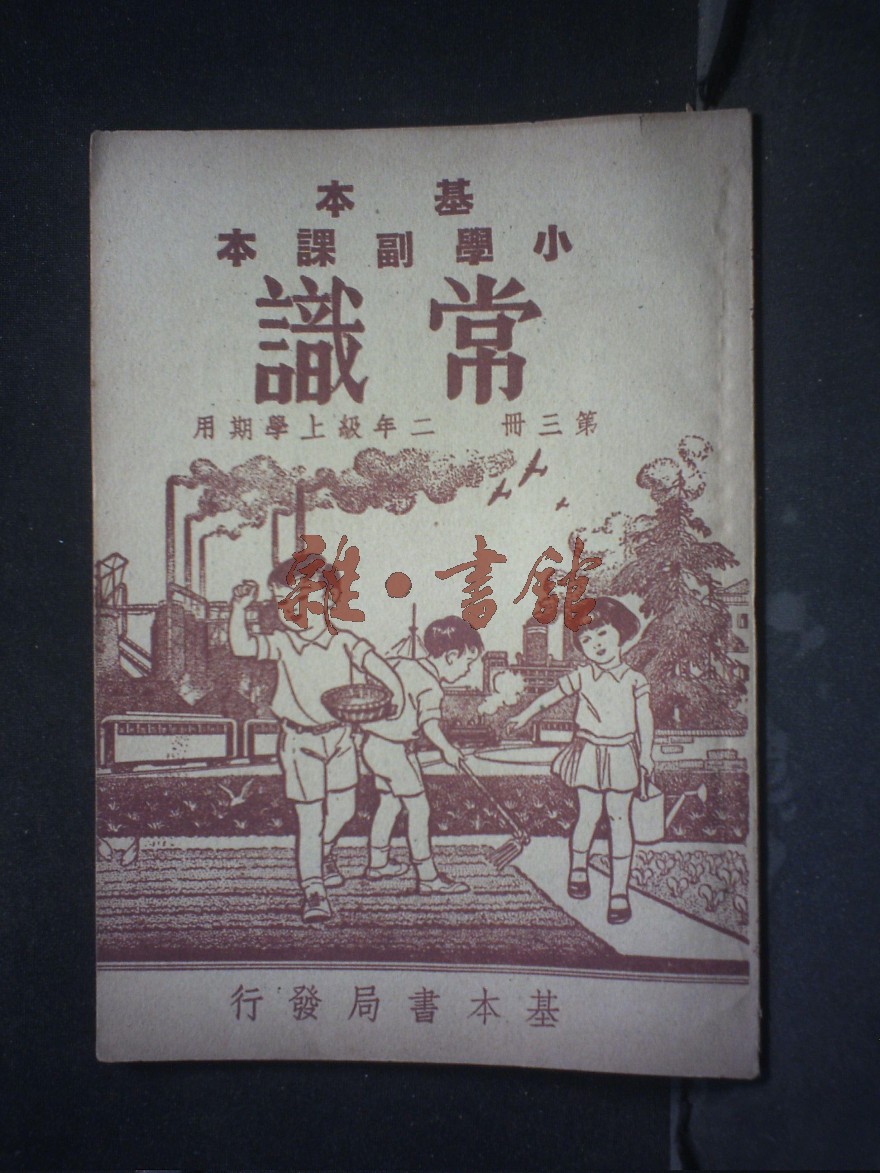 基本
小學副課本
常識
第三冊 二年級上學期用
雜·書館
基本書局發行